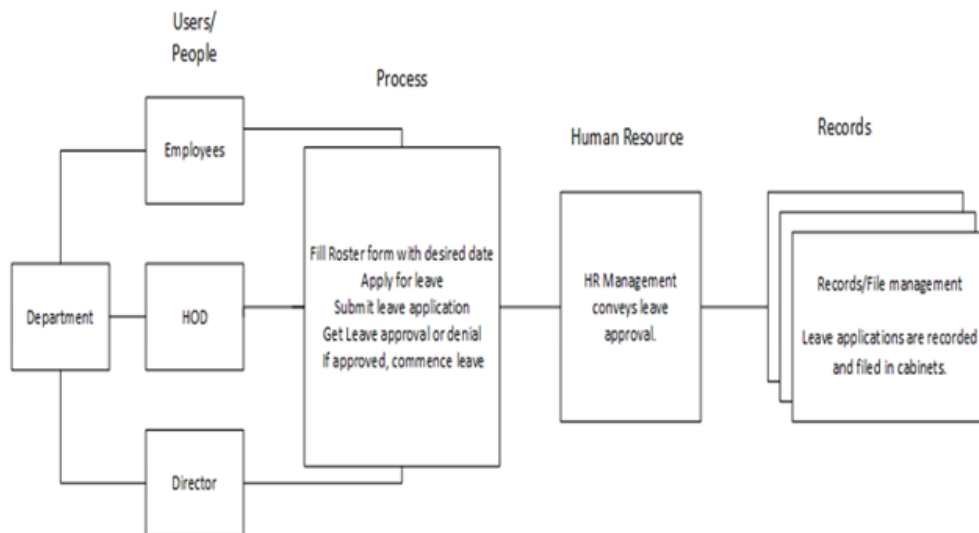 Users/
People
Process
Human Resource
Records
Employees
Department
HOD
Director
Fill Roster form with desired date
Apply for leave
Submit leave application
Get Leave approval or denial
If approved, commence leave
HR Management
conveys leave
approval.
Records/File management
Leave applications are recorded
and filed in cabinets.